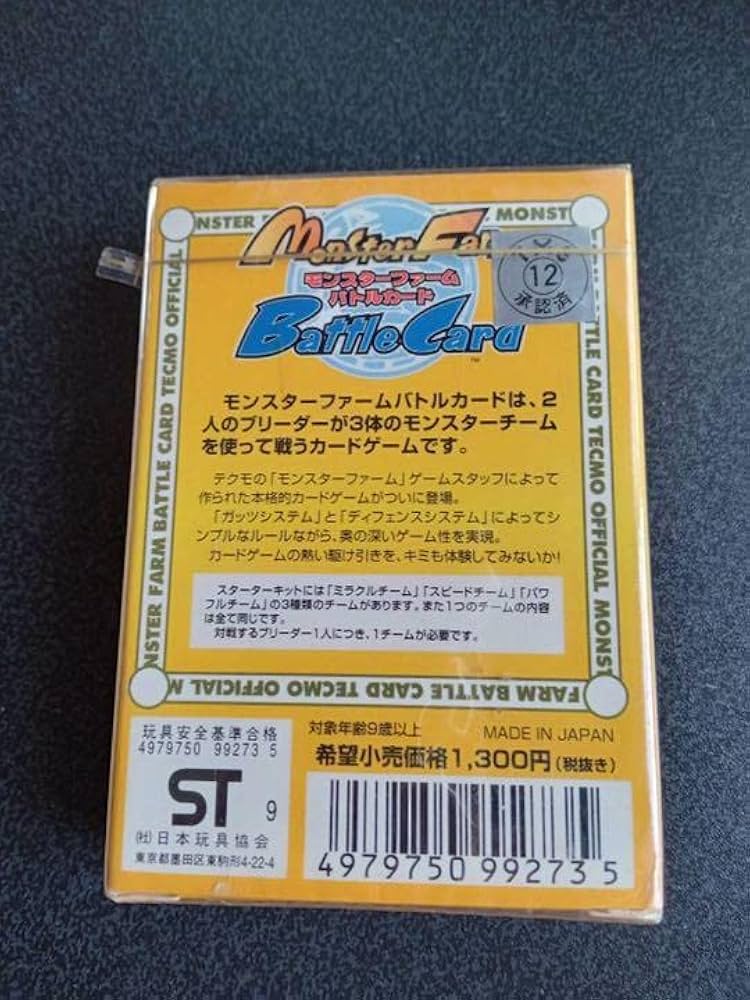 NSTER
MONST
Monster Fa
モンスターファーム
バトルカード
Battle Card
TM
12
承認済
NSTER FARM BATTLE CARD TECMO OFFICIAL
TTLE CARD TECMO OFFICIAL MONST
モンスターファームバトルカードは、2
人のブリーダーが3体のモンスターチーム
を使って戦うカードゲームです。
テクモの「モンスターファーム」ゲームスタッフによって
作られた本格的カードゲームがついに登場。
「ガッツシステム」と「ディフェンスシステム」によってシ
ンプルなルールながら、奥の深いゲーム性を実現。
カードゲームの熱い駆け引きを、キミも体験してみないか!
スターターキットには「ミラクルチーム」「スピードチーム」「パワ
フルチーム」の3種類のチームがあります。また1つのチームの内容
は全て同じです。
対戦するブリーダー1人につき、1チームが必要です。
FARM BATTLE CARD TECMO OFFICIAL M
玩具安全基準合格
4979750 99273 5
ST 9
(社)日本玩具協会
東京都墨田区東駒形4-22-4
対象年齢9歳以上 MADE IN JAPAN
希望小売価格1,300円(税抜き)
4979750 99273 5